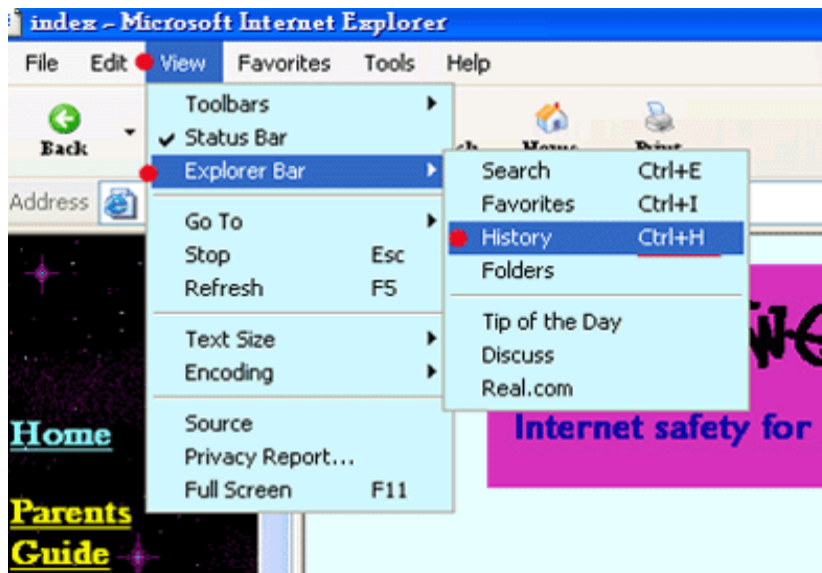 index - Microsoft Internet Explorer
File Edit View Favorites Tools Help
Back
Home Print
Address
Toolbars
Status Bar
Explorer Bar
Go To
Stop Esc
Refresh F5
Text Size
Encoding
Source
Privacy Report...
Full Screen F11
Search Ctrl+E
Favorites Ctrl+I
History Ctrl+H
Folders
Tip of the Day
Discuss
Real.com
Home
Parents
Guide
Internet safety for